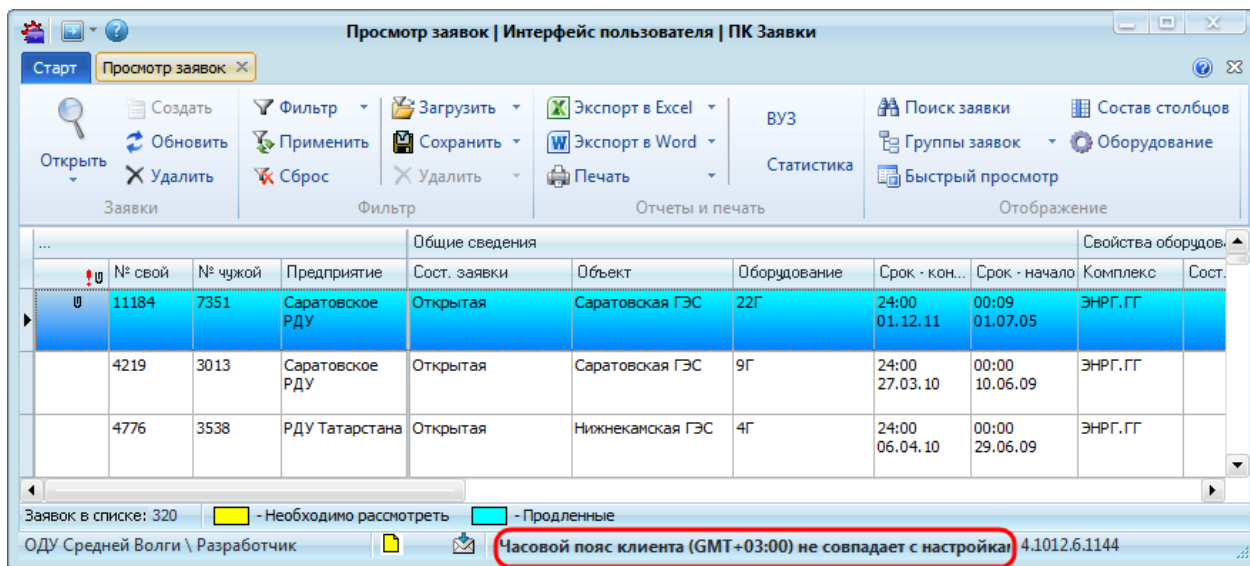 Просмотр заявок | Интерфейс пользователя | ПК Заявки
Старт Просмотр заявок
Открыть Создать Обновить Удалить
Заявки
Фильтр Загрузить
Применить Сохранить
Сброс Удалить
Фильтр
Экспорт в Excel ВУЗ
Экспорт в Word Статистика
Печать
Отчеты и печать
Поиск заявки Состав столбцов
Группы заявок Оборудование
Быстрый просмотр
Отображение
... Общие сведения Свойства оборудов
№ свой № чужой Предприятие Сост. заявки Объект Оборудование Срок - кон... Срок - начало Комплекс Сост.
11184 7351 Саратовское Открытая Саратовская ГЭС 22Г 24:00 00:09 ЭНРГ.ГГ
РДУ 01.12.11 01.07.05
4219 3013 Саратовское Открытая Саратовская ГЭС 9Г 24:00 00:00 ЭНРГ.ГГ
РДУ 27.03.10 10.06.09
4776 3538 РДУ Татарстана Открытая Нижнекамская ГЭС 4Г 24:00 00:00 ЭНРГ.ГГ
06.04.10 29.06.09
Заявок в списке: 320 - Необходимо рассмотреть - Продленные
ОДУ Средней Волги \ Разработчик Часовой пояс клиента (GMT+03:00) не совпадает с настройкам 4.1012.6.1144